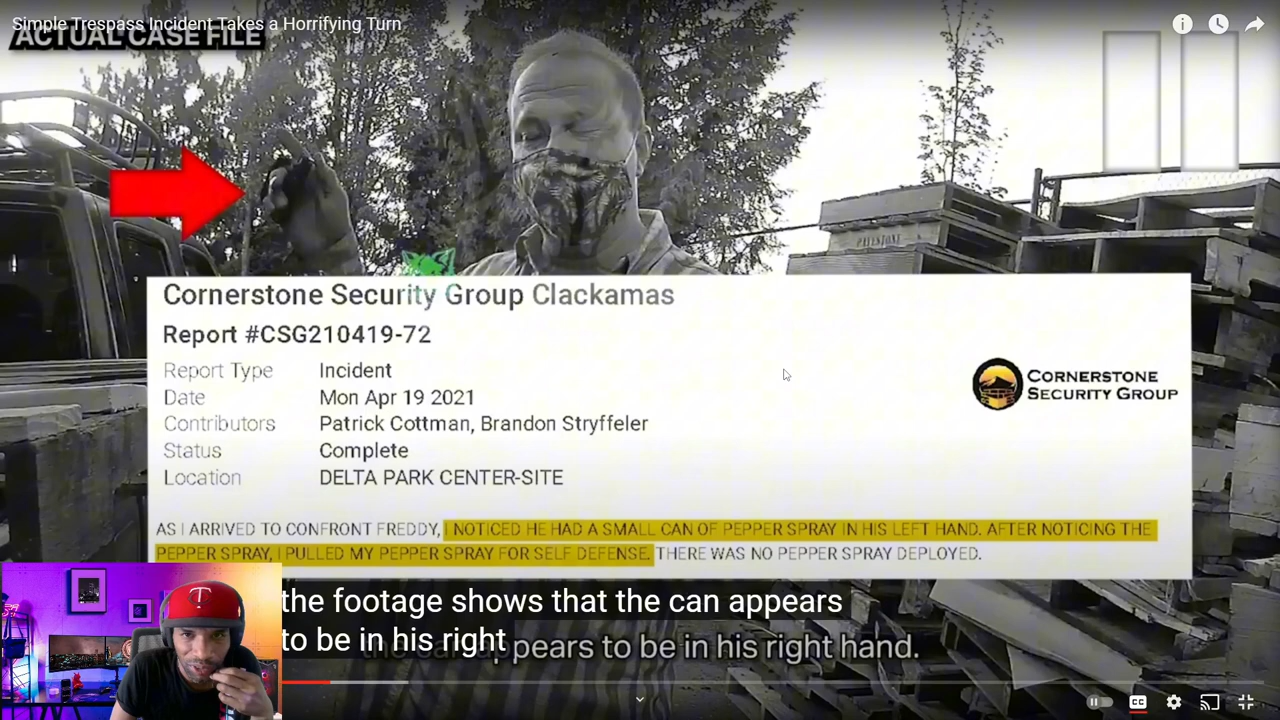 Simple Trespass Incident Takes a Horrifying Turn
ACTUAL CASE FILE
Cornerstone Security Group Clackamas
Report #CSG210419-72
Report Type Incident
Date Mon Apr 19 2021
Contributors Patrick Cottman, Brandon Stryffeler
Status Complete
Location DELTA PARK CENTER-SITE
CORNERSTONE
SECURITY GROUP
AS I ARRIVED TO CONFRONT FREDDY, I NOTICED HE HAD A SMALL CAN OF PEPPER SPRAY IN HIS LEFT HAND. AFTER NOTICING THE
PEPPER SPRAY, I PULLED MY PEPPER SPRAY FOR SELF DEFENSE. THERE WAS NO PEPPER SPRAY DEPLOYED.
the footage shows that the can appears
to be in his right
appears to be in his right hand.
CC